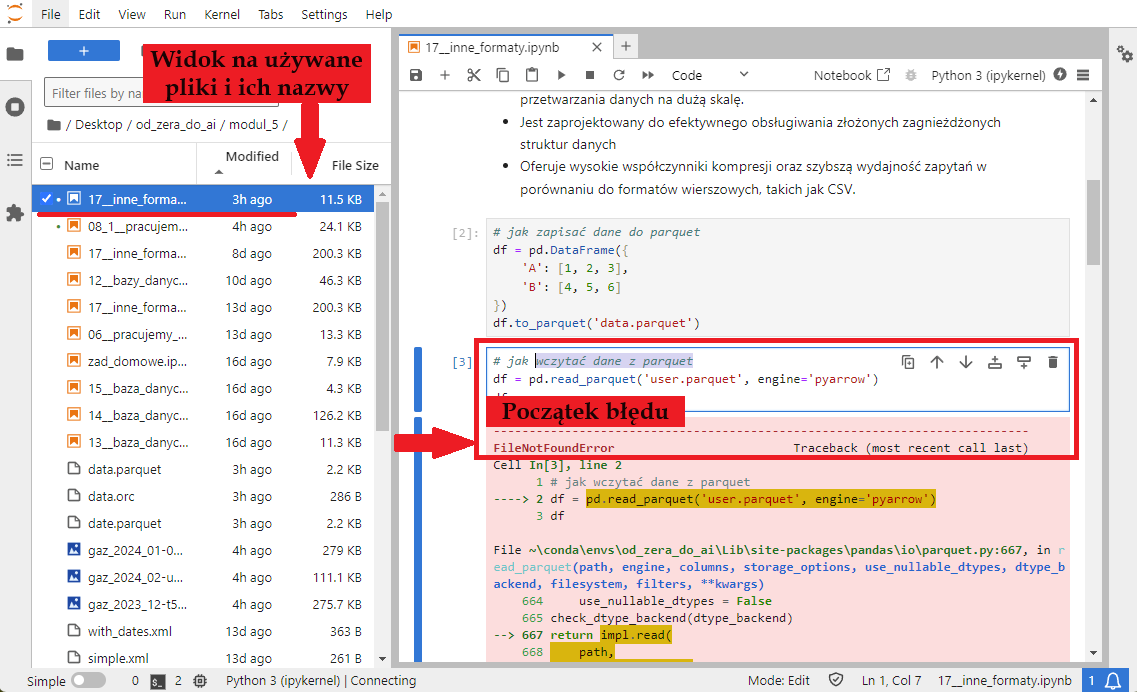 File Edit View Run Kernel Tabs Settings Help
+
Widok na używane
pliki i ich nazwy
Filter files by na
/ Desktop / od_zera_do_ai / modul_5 /
Name Modified File Size
17__inne_forma... 3h ago 11.5 KB
08_1__pracujem... 4h ago 24.1 KB
17__inne_forma... 8d ago 200.3 KB
12__bazy_danyc... 10d ago 46.3 KB
17__inne_forma... 13d ago 200.3 KB
06__pracujemy_... 13d ago 13.3 KB
zad_domowe.ip... 16d ago 7.9 KB
15__baza_danyc... 16d ago 4.3 KB
14__baza_danyc... 16d ago 126.2 KB
13__baza_danyc... 16d ago 11.3 KB
data.parquet 3h ago 2.2 KB
data.orc 3h ago 286 B
date.parquet 3h ago 2.2 KB
gaz_2024_01-0... 4h ago 279 KB
gaz_2024_02-u... 4h ago 111.1 KB
gaz_2023_12-t5... 4h ago 275.7 KB
with_dates.xml 13d ago 363 B
simple.xml 13d ago 261 B
17__inne_formaty.ipynb
Code Notebook Python 3 (ipykernel)
przetwarzania danych na dużą skalę.
• Jest zaprojektowany do efektywnego obsługiwania złożonych zagnieżdżonych
struktur danych
• Oferuje wysokie współczynniki kompresji oraz szybszą wydajność zapytań w
porównaniu do formatów wierszowych, takich jak CSV.
[2]: # jak zapisać dane do parquet
df = pd.DataFrame({
'A': [1, 2, 3],
'B': [4, 5, 6]
})
df.to_parquet('data.parquet')
[3] # jak wczytać dane z parquet
df = pd.read_parquet('user.parquet', engine='pyarrow')
Początek błędu
---------------------------------------------------------------------------
FileNotFoundError Traceback (most recent call last)
Cell In[3], line 2
1 # jak wczytać dane z parquet
----> 2 df = pd.read_parquet('user.parquet', engine='pyarrow')
3 df
File ~\conda\envs\od_zera_do_ai\Lib\site-packages\pandas\io\parquet.py:667, in r
ead_parquet(path, engine, columns, storage_options, use_nullable_dtypes, dtype_b
ackend, filesystem, filters, **kwargs)
664 use_nullable_dtypes = False
665 check_dtype_backend(dtype_backend)
--> 667 return impl.read(
668 path,
Simple 0 2 Python 3 (ipykernel) | Connecting Mode: Edit Ln 1, Col 7 17__inne_formaty.ipynb 1